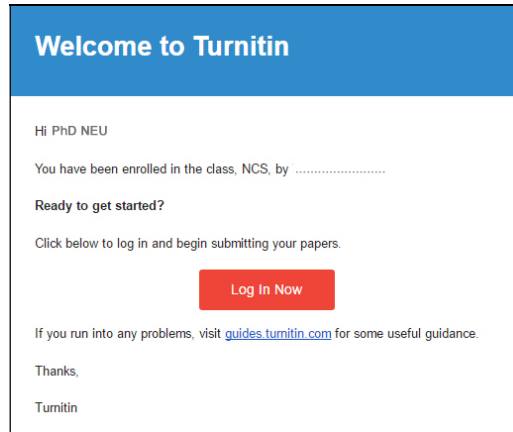 Welcome to Turnitin
Hi PhD NEU
You have been enrolled in the class, NCS, by ........................
Ready to get started?
Click below to log in and begin submitting your papers.
Log In Now
If you run into any problems, visit guides.turnitin.com for some useful guidance.
Thanks,
Turnitin